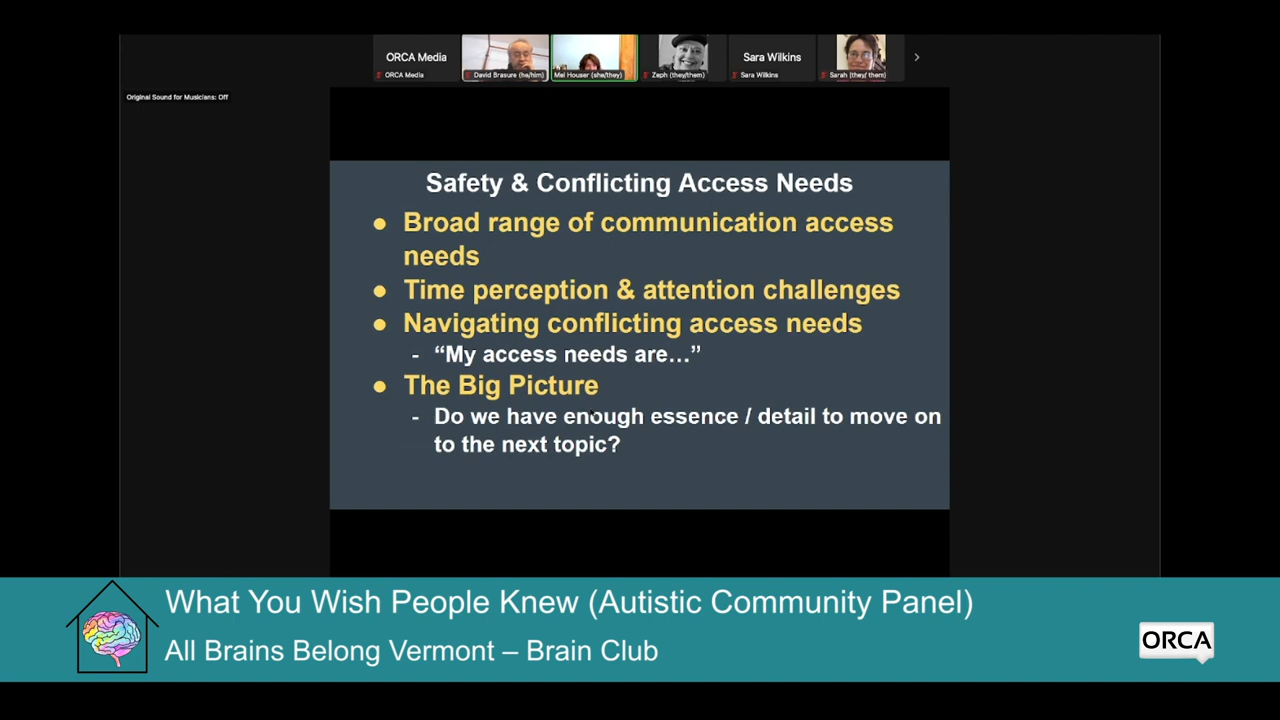 ORCA Media
Sara Wilkins
ORCA Media
David Brasure (he/him)
Mel Houser (she/they)
Zeph (they/them)
Sara Wilkins
Sarah (they/ them)
Original Sound for Musicians: Off
Safety & Conflicting Access Needs
● Broad range of communication access
needs
● Time perception & attention challenges
● Navigating conflicting access needs
- “My access needs are…”
● The Big Picture
- Do we have enough essence / detail to move on
to the next topic?
What You Wish People Knew (Autistic Community Panel)
All Brains Belong Vermont – Brain Club
ORCA